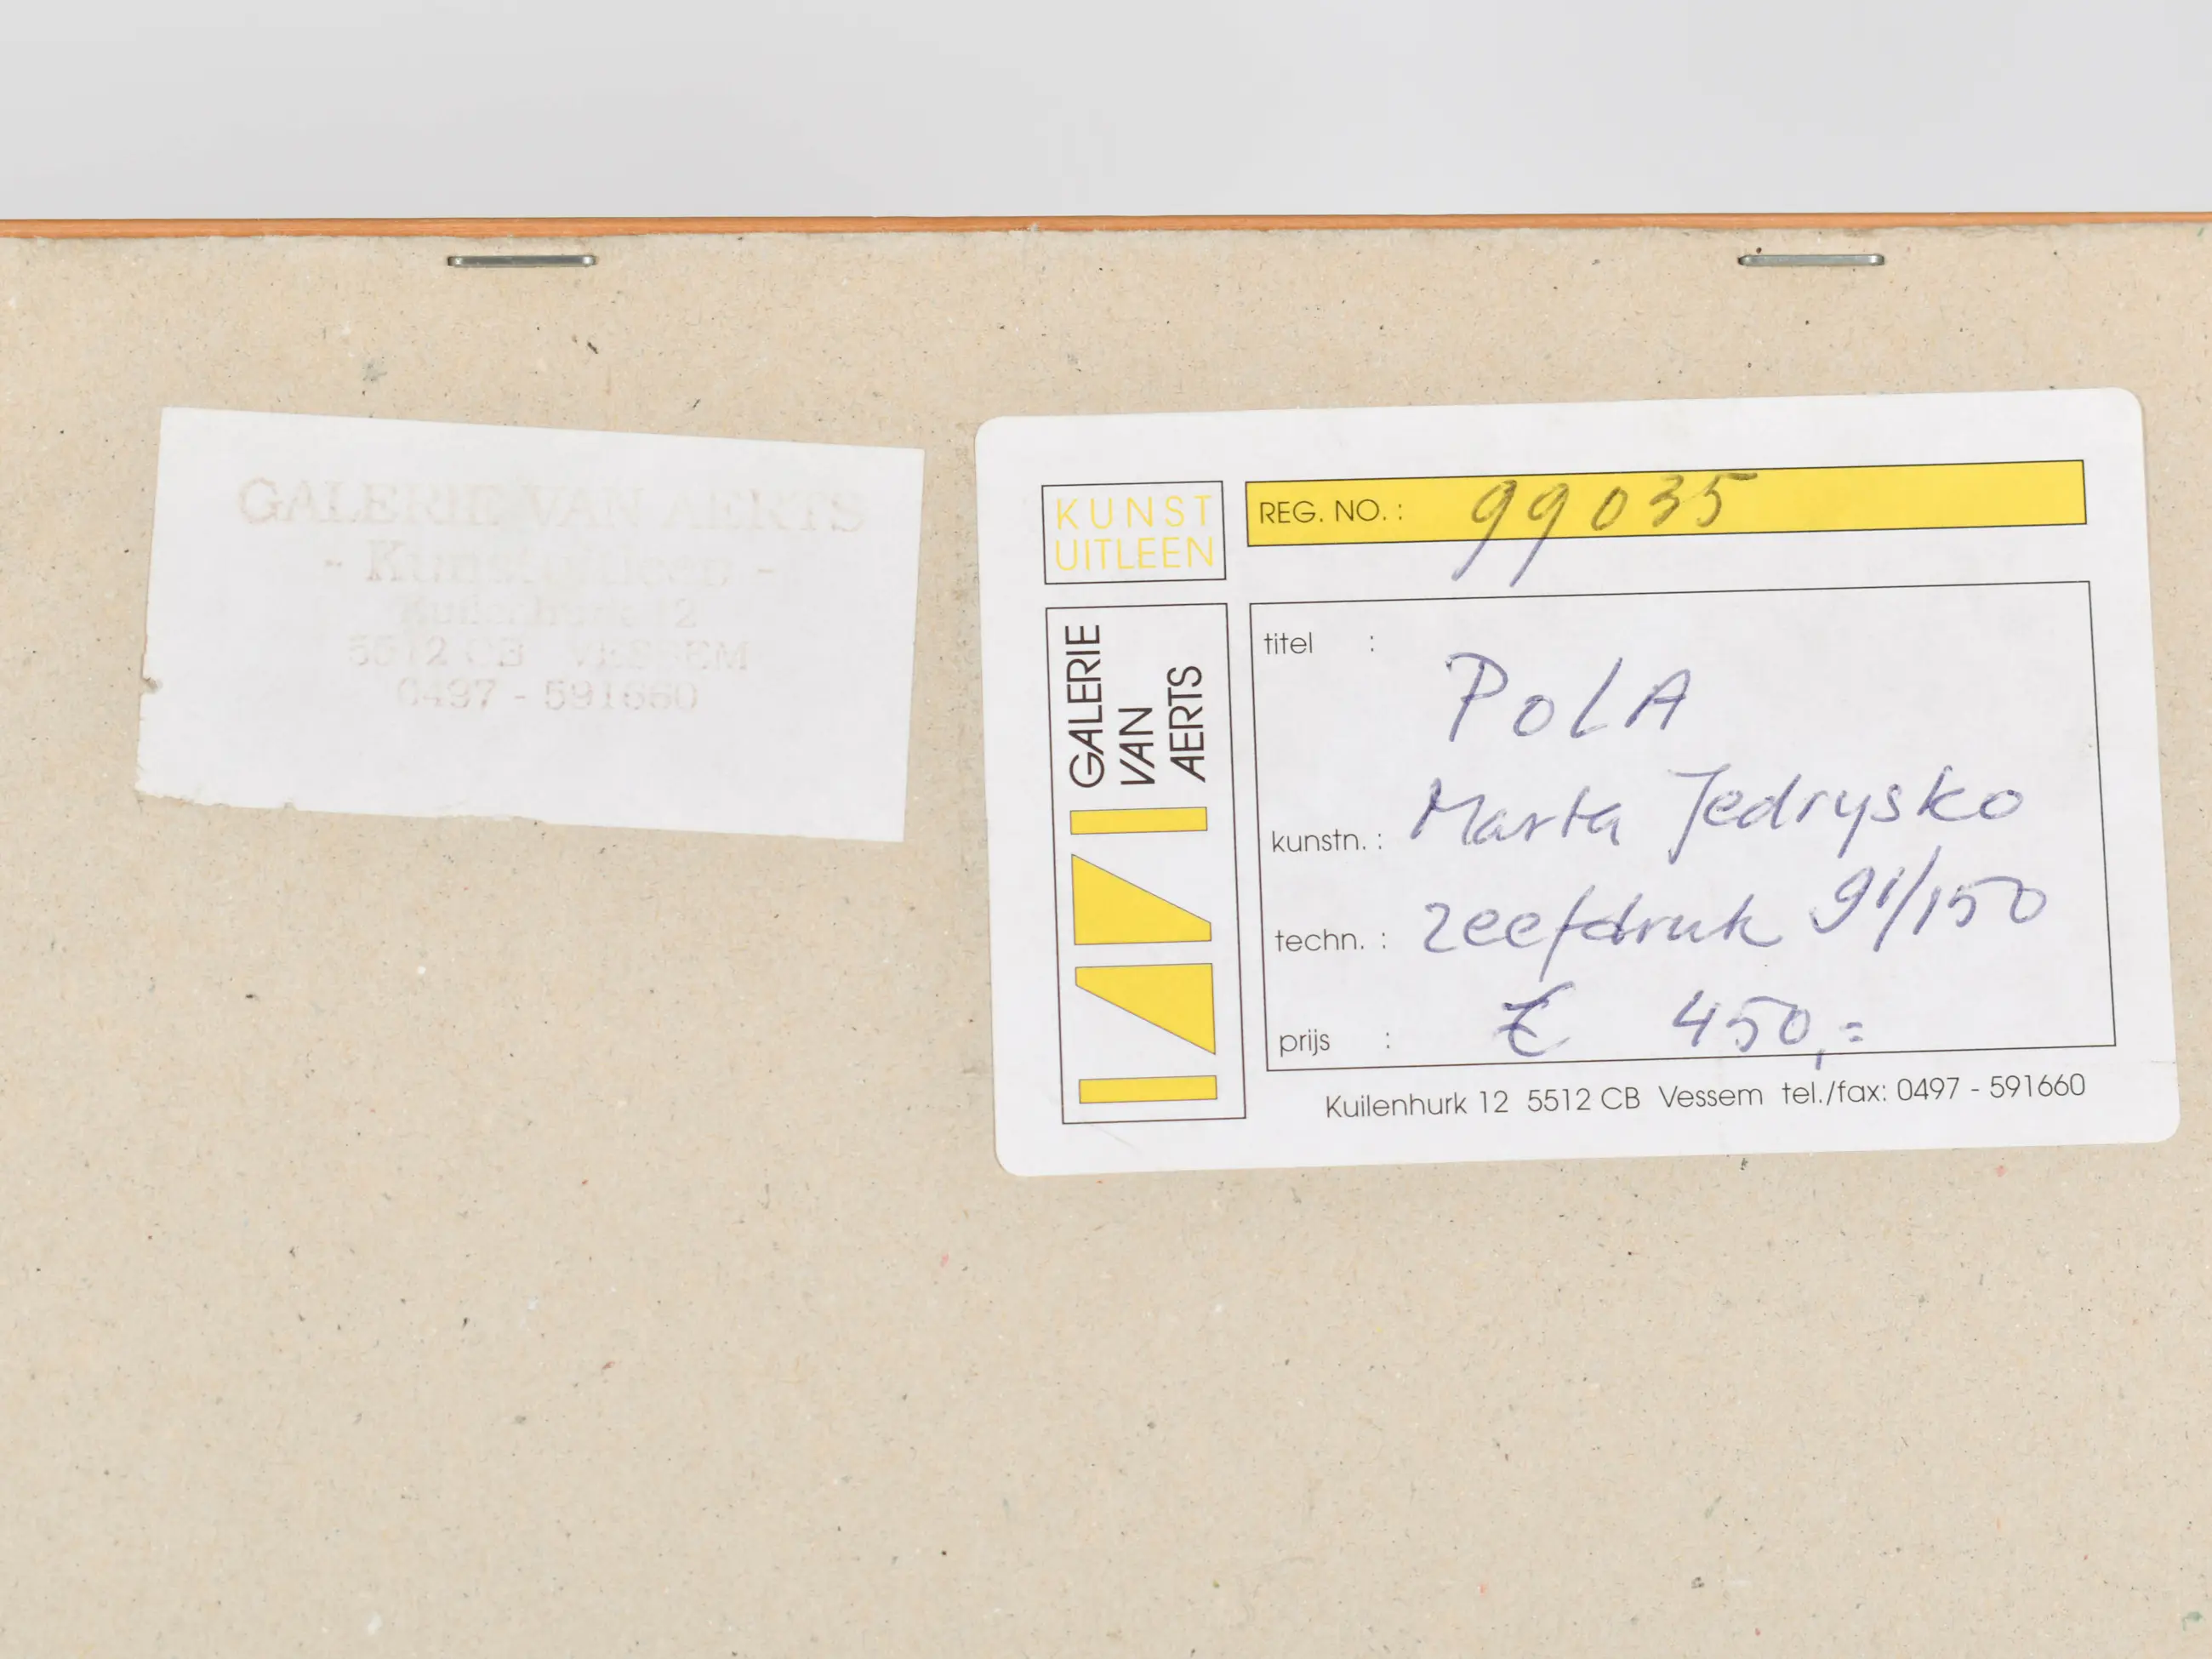 GALERIE VAN AERTS
- Kunstuitleen -
Kuilenhurk 12
5512 CB VESSEM
0497 - 591660
KUNST
UITLEEN
REG. NO. : 99035
GALERIE
VAN
AERTS
titel : POLA
kunstn. : Marta Jedrysko
techn. : zeefdruk 91/150
prijs : € 450,=
Kuilenhurk 12 5512 CB Vessem tel./fax: 0497 - 591660